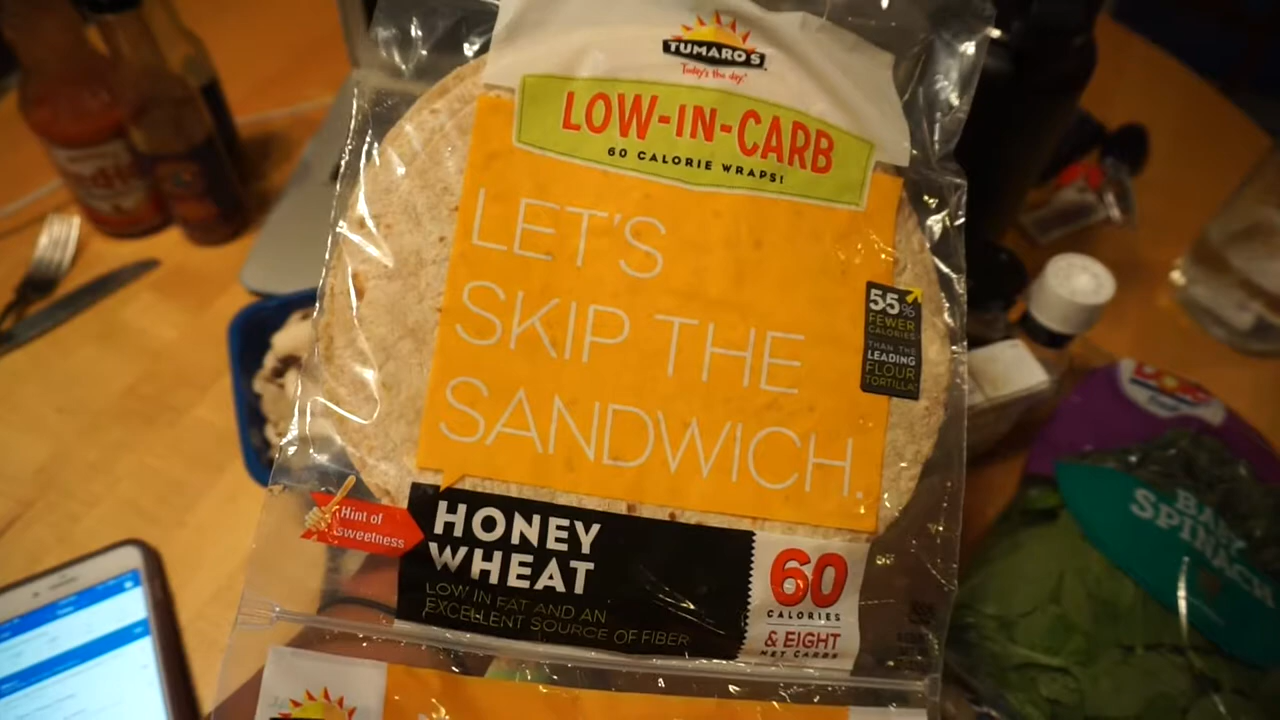 TUMARO'S
Today's the day.
LOW-IN-CARB
60 CALORIE WRAPS!
LET'S
SKIP THE
SANDWICH.
55%
FEWER
CALORIES
THAN THE
LEADING
FLOUR
TORTILLA
Hint of
sweetness
HONEY
WHEAT
LOW IN FAT AND AN
EXCELLENT SOURCE OF FIBER
60
CALORIES
& EIGHT
NET CARBS
BABY
SPINACH